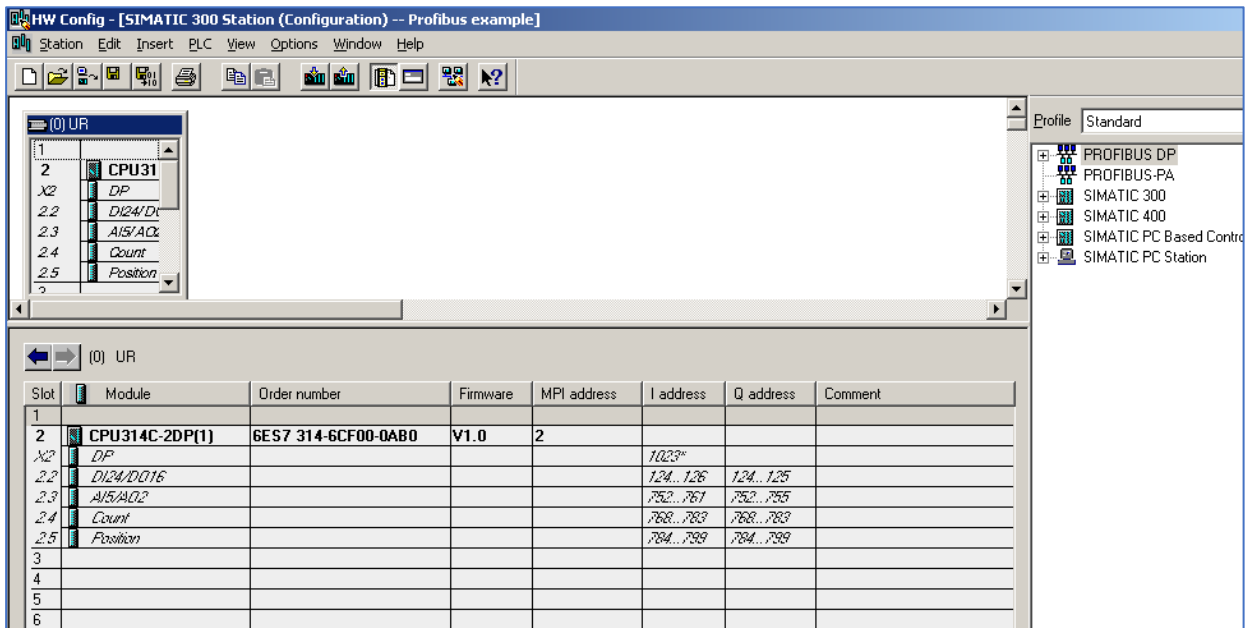 HW Config - [SIMATIC 300 Station (Configuration) -- Profibus example]
Station Edit Insert PLC View Options Window Help
(0) UR
1
2 CPU31
X2 DP
2.2 DI24/D
2.3 AI5/AO
2.4 Count
2.5 Position
3
Profile Standard
PROFIBUS DP
PROFIBUS-PA
SIMATIC 300
SIMATIC 400
SIMATIC PC Based Contro
SIMATIC PC Station
(0) UR
Slot Module Order number Firmware MPI address I address Q address Comment
1
2 CPU314C-2DP(1) 6ES7 314-6CF00-0AB0 V1.0 2
X2 DP 1023*
2.2 DI24/DO16 124...126 124...125
2.3 AI5/AO2 752...761 752...755
2.4 Count 768...783 768...783
2.5 Position 784...799 784...799
3
4
5
6